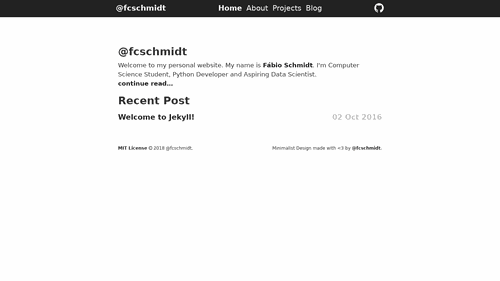 @fcschmidt Home About Projects Blog
@fcschmidt
Welcome to my personal website. My name is Fábio Schmidt. I'm Computer
Science Student, Python Developer and Aspiring Data Scientist.
continue read...
Recent Post
Welcome to Jekyll! 02 Oct 2016
MIT License © 2018 @fcschmidt. Minimalist Design made with <3 by @fcschmidt.